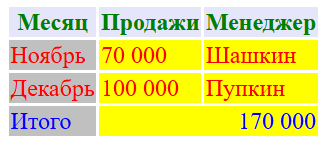 Месяц Продажи Менеджер
Ноябрь 70 000 Шашкин
Декабрь 100 000 Пупкин
Итого 170 000